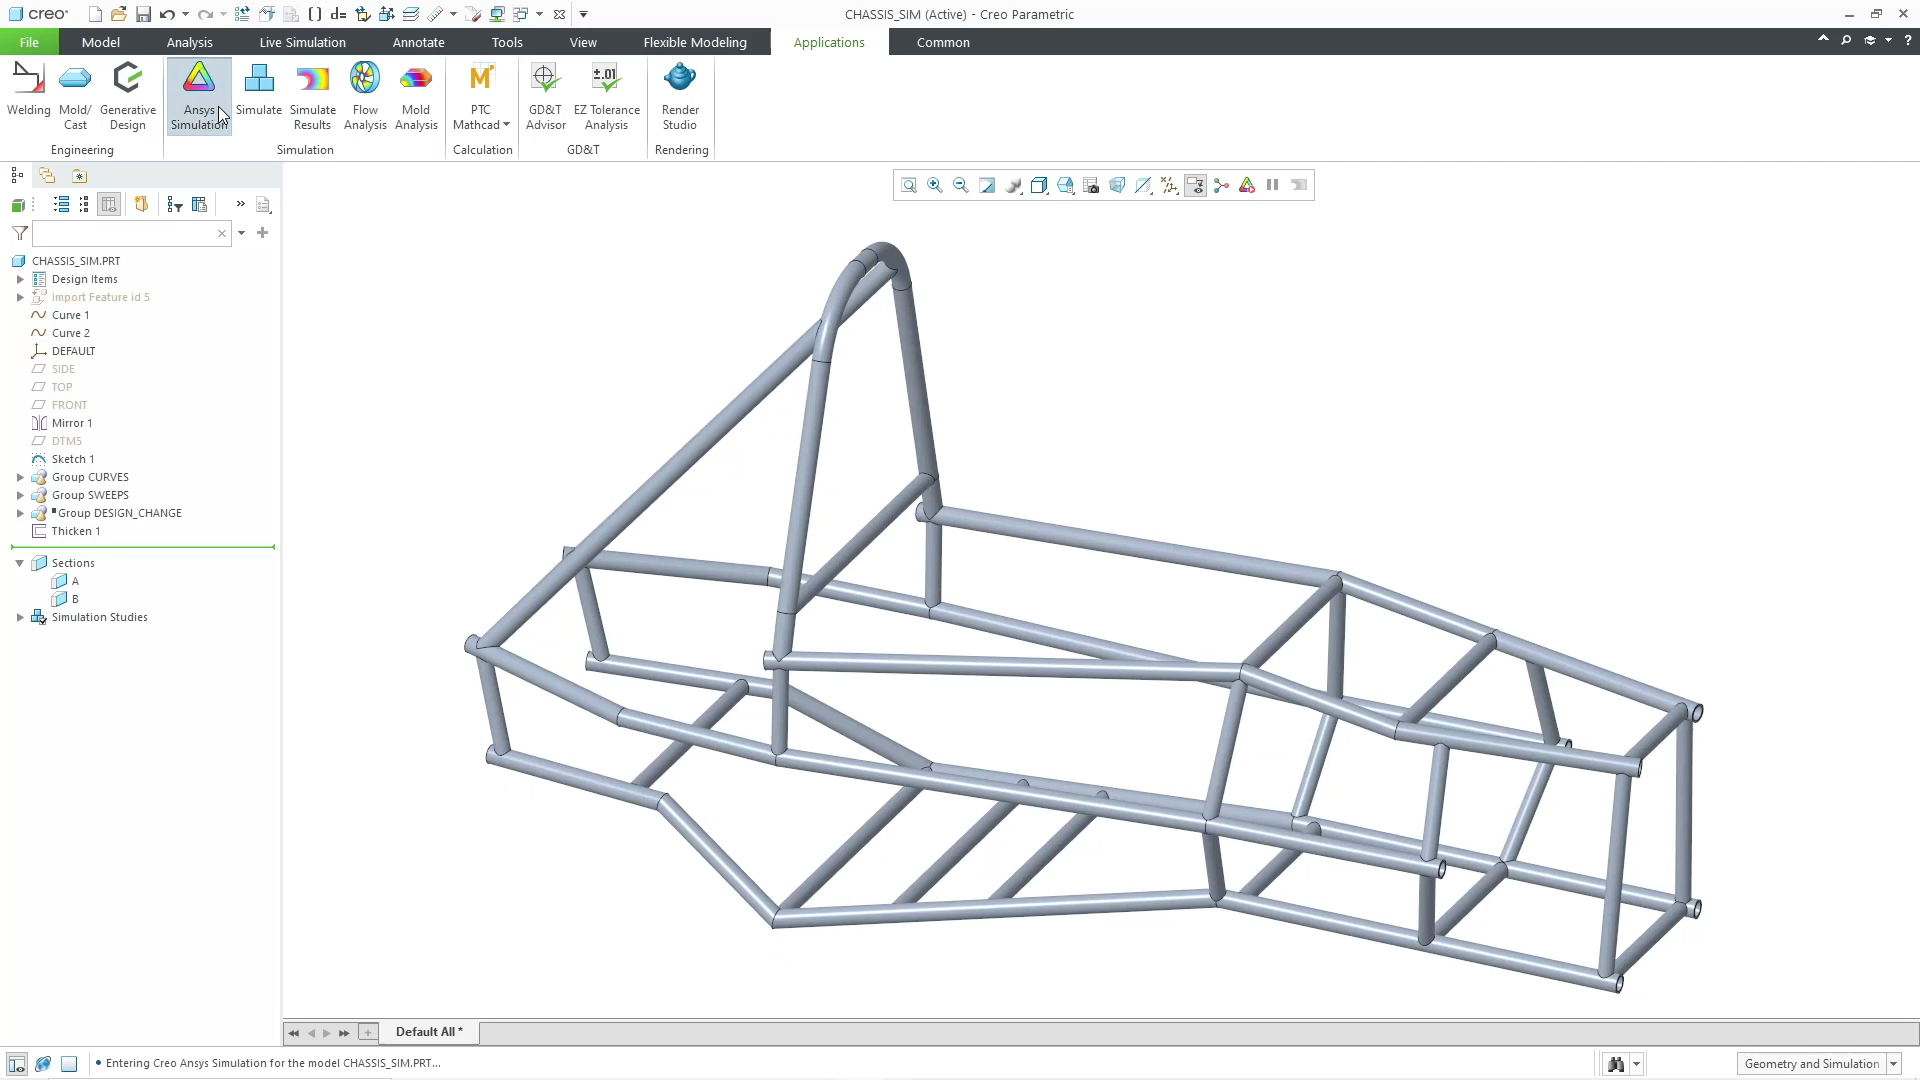 creo
CHASSIS_SIM (Active) - Creo Parametric
File Model Analysis Live Simulation Annotate Tools View Flexible Modeling Applications Common
Welding
Mold/
Cast
Generative
Design
Ansys
Simulation
Simulate
Simulate
Results
Flow
Analysis
Mold
Analysis
PTC
Mathcad
GD&T
Advisor
±.01
EZ Tolerance
Analysis
Render
Studio
Engineering
Simulation
Calculation
GD&T
Rendering
CHASSIS_SIM.PRT
Design Items
Import Feature id 5
Curve 1
Curve 2
DEFAULT
SIDE
TOP
FRONT
Mirror 1
DTM5
Sketch 1
Group CURVES
Group SWEEPS
Group DESIGN_CHANGE
Thicken 1
Sections
A
B
Simulation Studies
Default All *
• Entering Creo Ansys Simulation for the model CHASSIS_SIM.PRT...
Geometry and Simulation